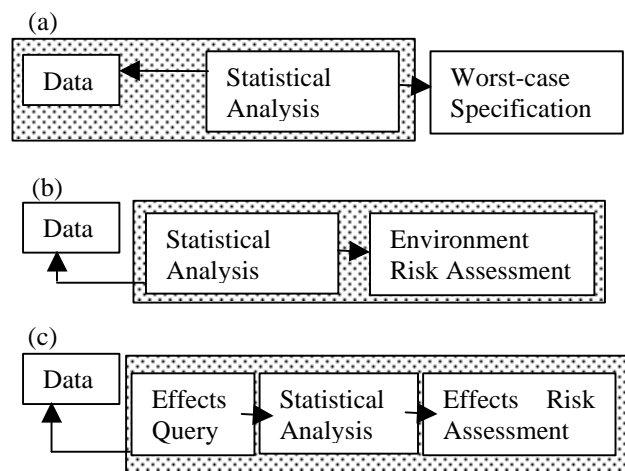 (a)
Data
Statistical
Analysis
Worst-case
Specification
(b)
Data
Statistical
Analysis
Environment
Risk Assessment
(c)
Data
Effects
Query
Statistical
Analysis
Effects Risk
Assessment